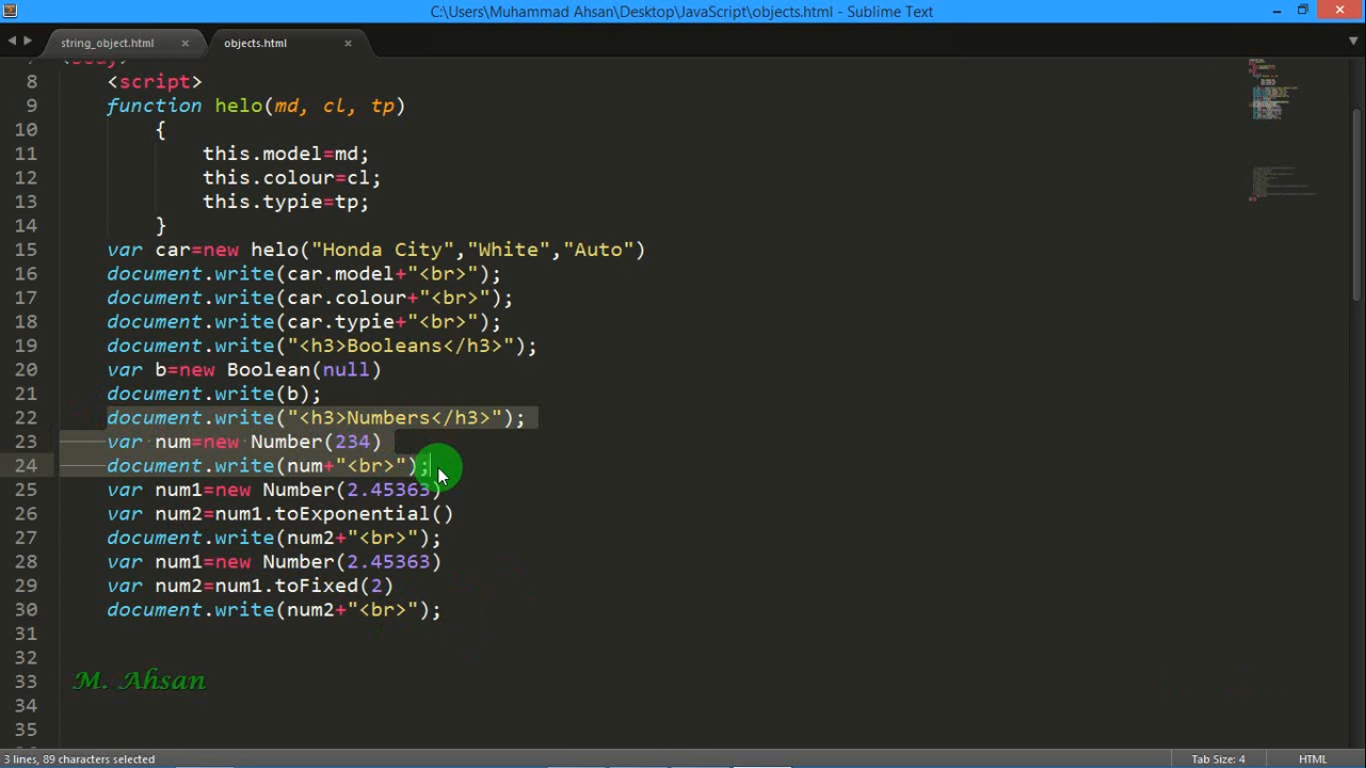 C:\Users\Muhammad Ahsan\Desktop\JavaScript\objects.html - Sublime Text
string_object.html × objects.html ×
8 <script>
9 function helo(md, cl, tp)
10 {
11 this.model=md;
12 this.colour=cl;
13 this.typie=tp;
14 }
15 var car=new helo("Honda City","White","Auto")
16 document.write(car.model+"<br>");
17 document.write(car.colour+"<br>");
18 document.write(car.typie+"<br>");
19 document.write("<h3>Booleans</h3>");
20 var b=new Boolean(null)
21 document.write(b);
22 document.write("<h3>Numbers</h3>");
23 var num=new Number(234)
24 document.write(num+"<br>");
25 var num1=new Number(2.45363)
26 var num2=num1.toExponential()
27 document.write(num2+"<br>");
28 var num1=new Number(2.45363)
29 var num2=num1.toFixed(2)
30 document.write(num2+"<br>");
31
32
33 M. Ahsan
34
35
3 lines, 89 characters selected Tab Size: 4 HTML